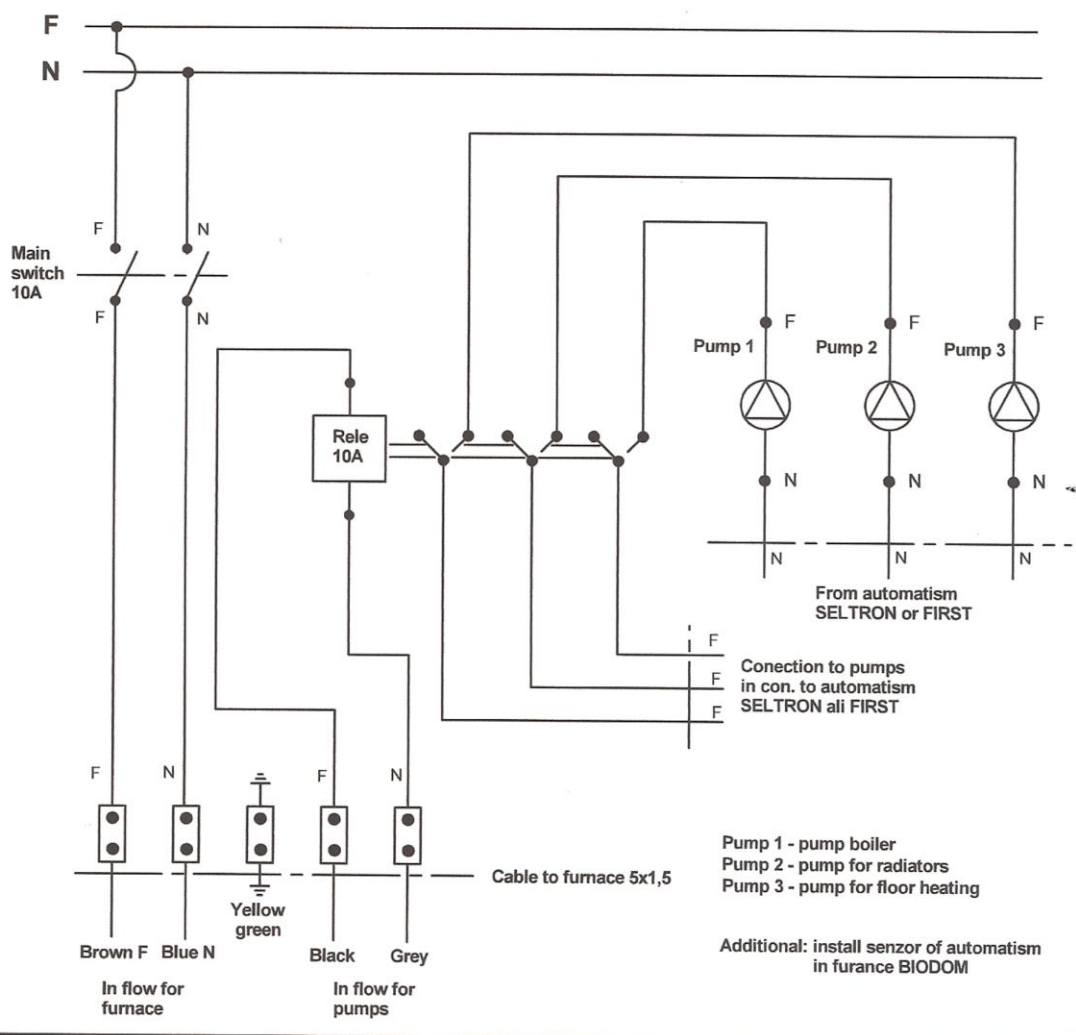 F
N
F
N
Main
switch
10A
F
N
Rele
10A
Pump 1
F
Pump 2
F
Pump 3
F
N
N
N
N
N
N
From automatism
SELTRON or FIRST
F
F
F
Conection to pumps
in con. to automatism
SELTRON ali FIRST
F
N
F
N
Cable to furnace 5x1,5
Yellow
green
Brown F
Blue N
Black
Grey
In flow for
furnace
In flow for
pumps
Pump 1 - pump boiler
Pump 2 - pump for radiators
Pump 3 - pump for floor heating
Additional: install senzor of automatism
in furance BIODOM